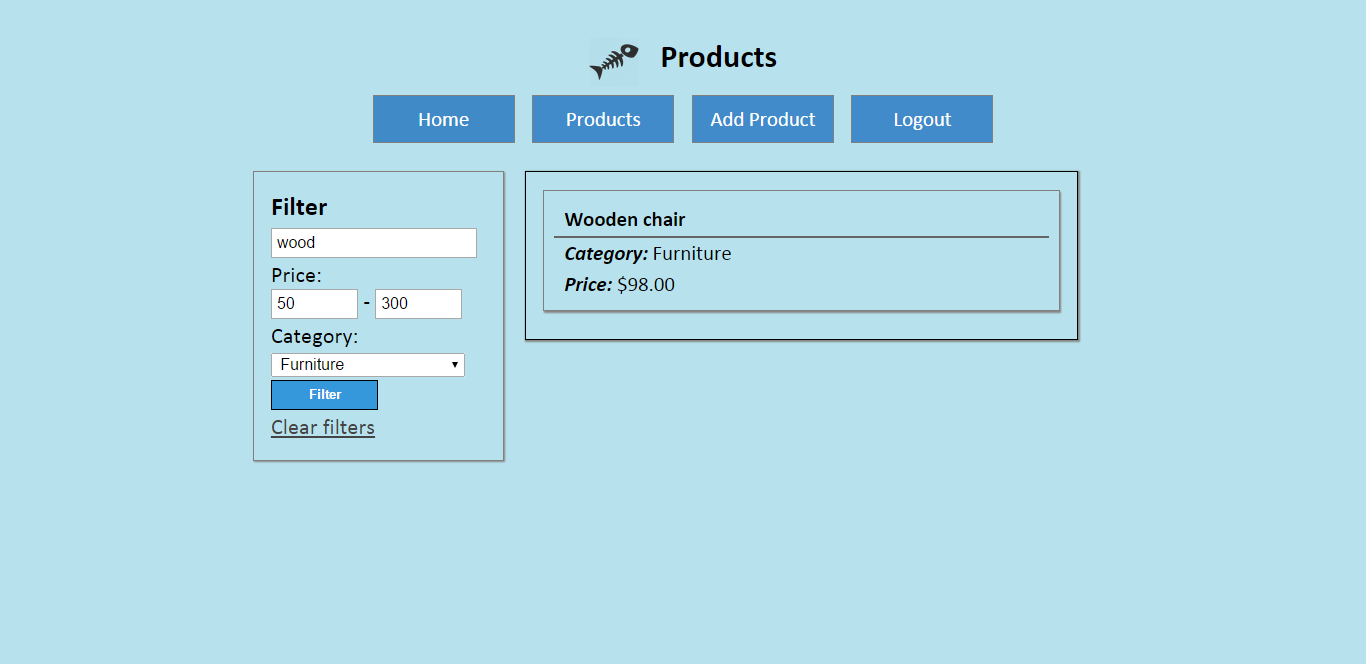 Products
Home Products Add Product Logout
Filter
wood
Price:
50 - 300
Category:
Furniture
Filter
Clear filters
Wooden chair
Category: Furniture
Price: $98.00